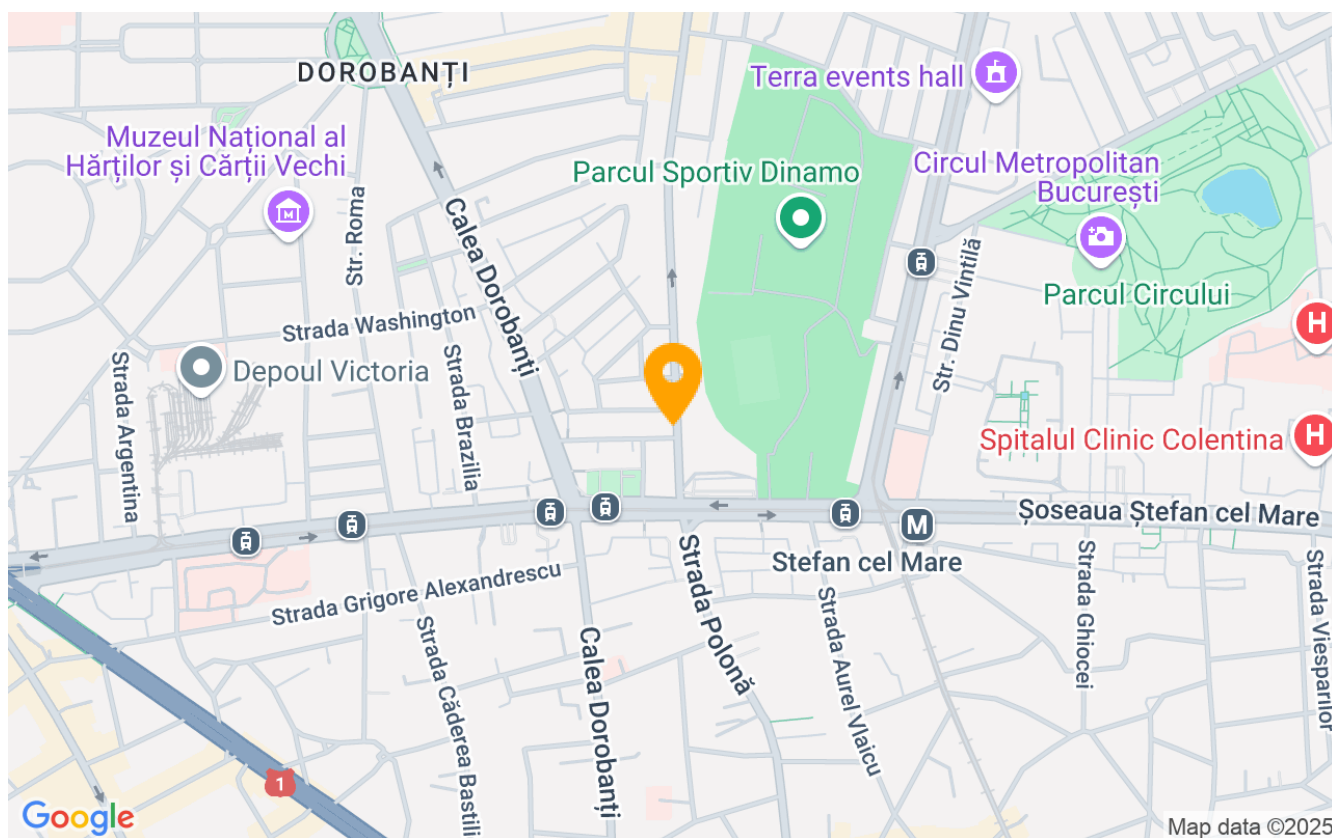 DOROBANȚI
Terra events hall
Muzeul Național al
Hărților și Cărții Vechi
Parcul Sportiv Dinamo
Circul Metropolitan
București
Str. Roma
Calea Dorobanți
Parcul Circului
Str. Dinu Vintilă
Strada Washington
Depoul Victoria
Strada Argentina
Strada Brazilia
H
Spitalul Clinic Colentina
H
Șoseaua Ștefan cel Mare
M
Stefan cel Mare
Strada Grigore Alexandrescu
Strada Polonă
Strada Căderea Bastili
Calea Dorobanți
Strada Aurel Vlaicu
Strada Ghiocei
Strada Viesparilor
1
Google
Map data ©2025